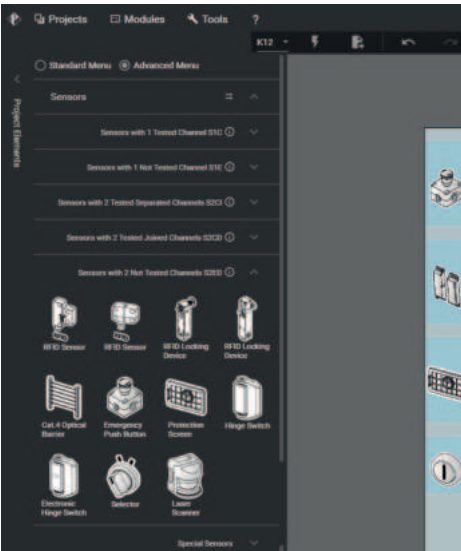 Projects Modules Tools ?
K12
Standard Menu Advanced Menu
Sensors
Project Elements
Sensors with 1 Tested Channel S1C
Sensors with 1 Not Tested Channel S1E
Sensors with 2 Tested Separated Channels S2CI
Sensors with 2 Tested Joined Channels S2CD
Sensors with 2 Not Tested Channels S2ED
RFID Sensor RFID Sensor RFID Locking RFID Locking
Device Device
Cat.4 Optical Emergency Protection Hinge Switch
Barrier Push Button Screen
Electronic Selector Laser
Hinge Switch Scanner
Special Sensors